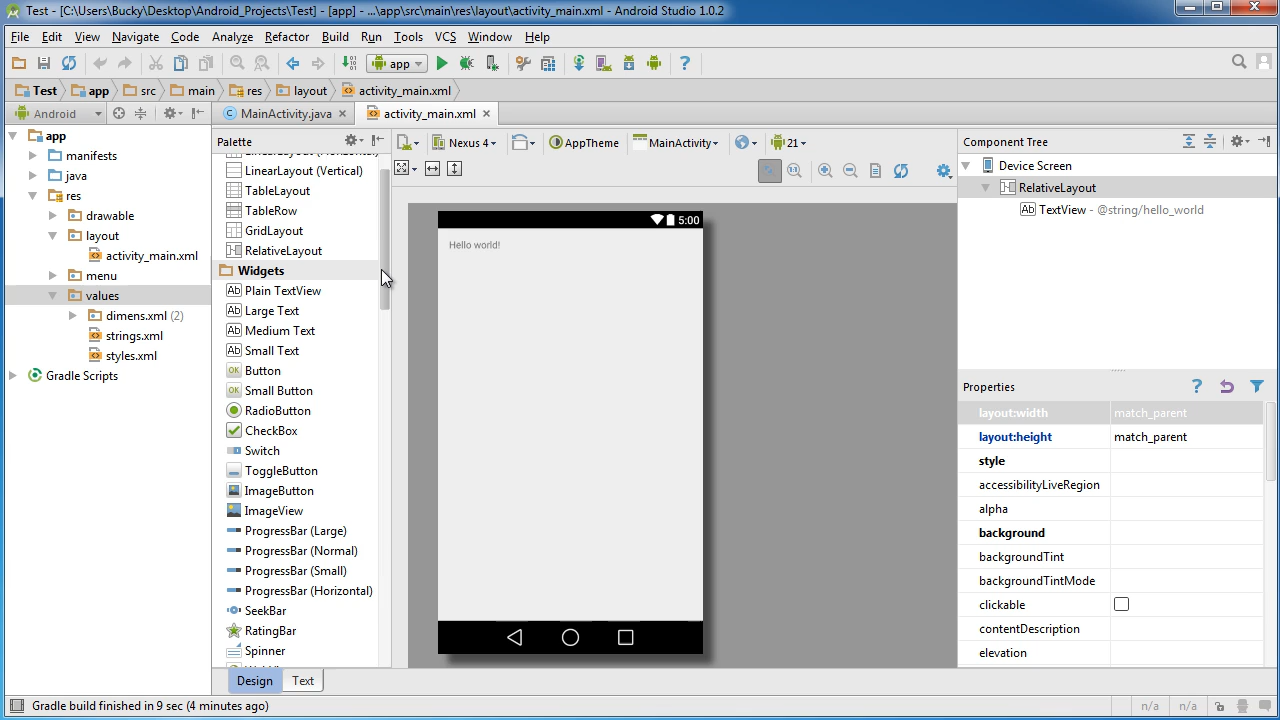 Test - [C:\Users\Bucky\Desktop\Android_Projects\Test] - [app] - ...\app\src\main\res\layout\activity_main.xml - Android Studio 1.0.2
File Edit View Navigate Code Analyze Refactor Build Run Tools VCS Window Help
app
Test app src main res layout activity_main.xml
Android
MainActivity.java
activity_main.xml
app
manifests
java
res
drawable
layout
activity_main.xml
menu
values
dimens.xml (2)
strings.xml
styles.xml
Gradle Scripts
Palette
LinearLayout (Vertical)
TableLayout
TableRow
GridLayout
RelativeLayout
Widgets
Ab Plain TextView
Ab Large Text
Ab Medium Text
Ab Small Text
OK Button
OK Small Button
RadioButton
CheckBox
Switch
ToggleButton
ImageButton
ImageView
ProgressBar (Large)
ProgressBar (Normal)
ProgressBar (Small)
ProgressBar (Horizontal)
SeekBar
RatingBar
Spinner
Nexus 4 AppTheme MainActivity 21
5:00
Hello world!
Design Text
Component Tree
Device Screen
RelativeLayout
Ab TextView - @string/hello_world
Properties
layout:width match_parent
layout:height match_parent
style
accessibilityLiveRegion
alpha
background
backgroundTint
backgroundTintMode
clickable
contentDescription
elevation
Gradle build finished in 9 sec (4 minutes ago)
n/a n/a